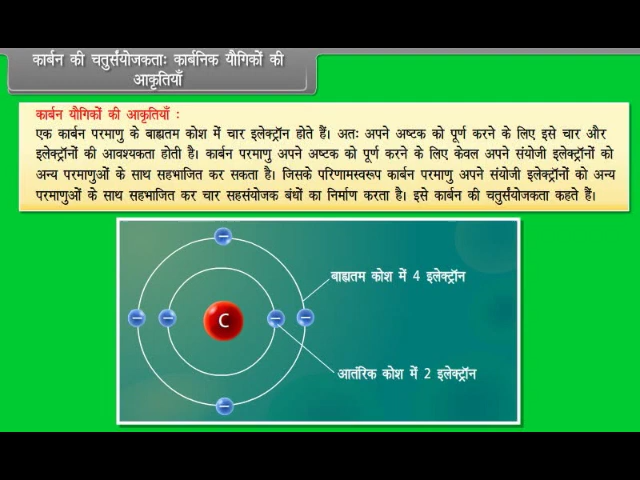 कार्बन की चतुर्संयोजकताः कार्बनिक यौगिकों की
आकृतियाँ
कार्बन यौगिकों की आकृतियाँ :
एक कार्बन परमाणु के बाह्यतम कोश में चार इलेक्ट्रॉन होते हैं। अतः अपने अष्टक को पूर्ण करने के लिए इसे चार और
इलेक्ट्रॉनों की आवश्यकता होती है। कार्बन परमाणु अपने अष्टक को पूर्ण करने के लिए केवल अपने संयोजी इलेक्ट्रॉनों को
अन्य परमाणुओं के साथ सहभाजित कर सकता है। जिसके परिणामस्वरूप कार्बन परमाणु अपने संयोजी इलेक्ट्रॉनों को अन्य
परमाणुओं के साथ सहभाजित कर चार सहसंयोजक बंधों का निर्माण करता है। इसे कार्बन की चतुर्संयोजकता कहते हैं।
बाह्यतम कोश में 4 इलेक्ट्रॉन
C
आतंरिक कोश में 2 इलेक्ट्रॉन